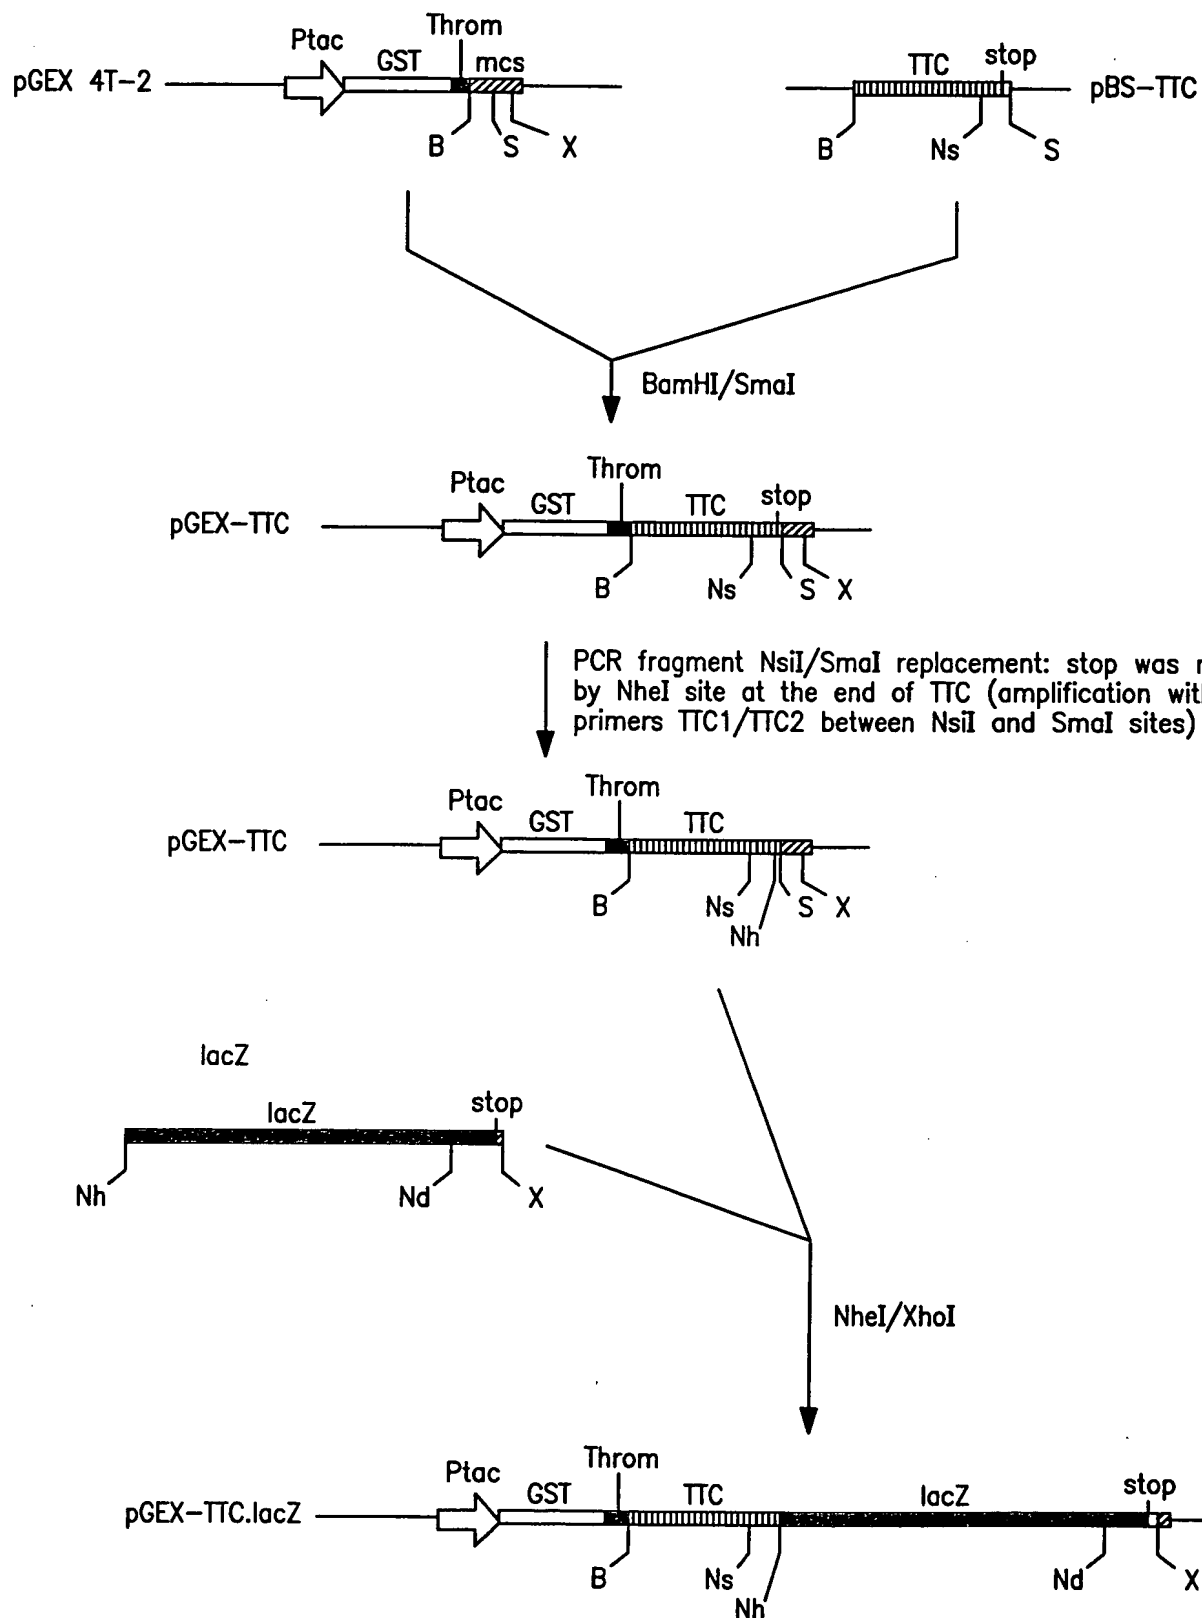 Throm
Ptac GST mcs
pGEX 4T-2
B S X
TTC stop
pBS-TTC
B Ns S
BamHI/SmaI
Throm
Ptac GST TTC stop
pGEX-TTC
B Ns S X
PCR fragment NsiI/SmaI replacement: stop was
by NheI site at the end of TTC (amplification
primers TTC1/TTC2 between NsiI and SmaI sites)
Throm
Ptac GST TTC
pGEX-TTC
B Ns S X
Nh
lacZ
lacZ stop
Nh Nd X
NheI/XhoI
Throm
Ptac GST TTC lacZ stop
pGEX-TTC.lacZ
B Ns Nd X
Nh